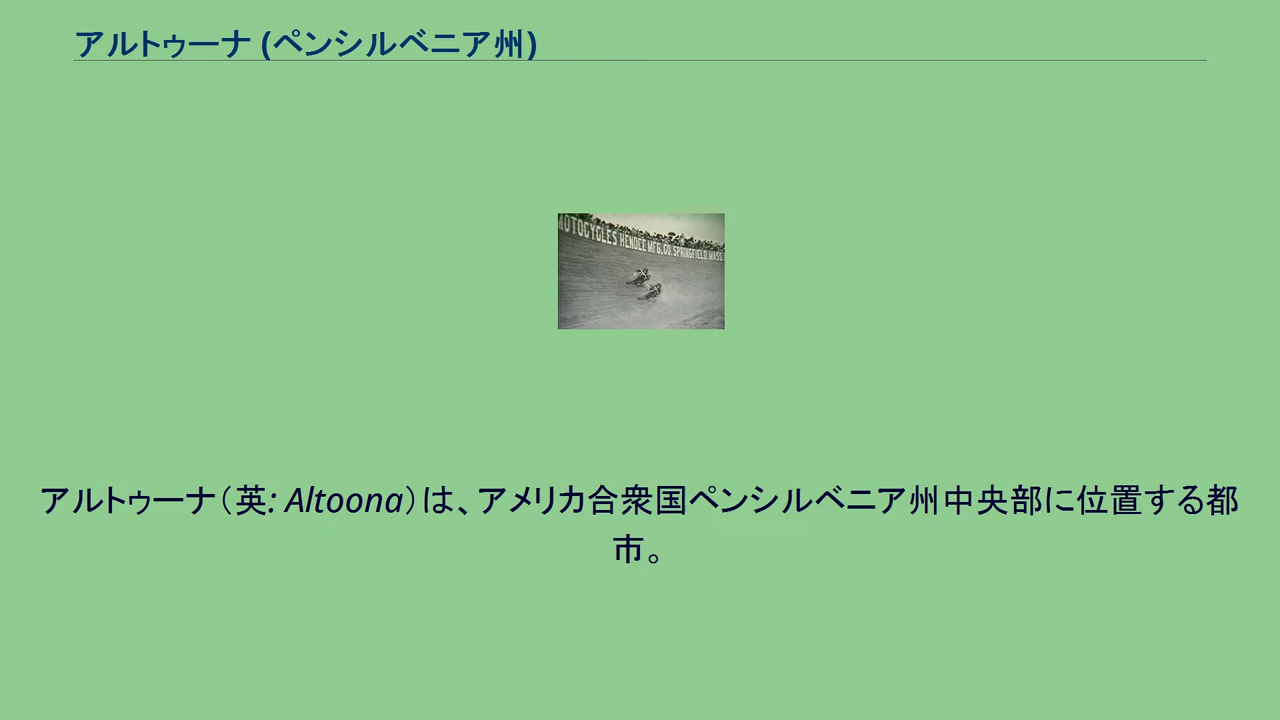 アルトゥーナ (ペンシルベニア州)
MOTOCYCLES HENDEE MFG. CO. SPRINGFIELD, MASS.
アルトゥーナ（英: Altoona）は、アメリカ合衆国ペンシルベニア州中央部に位置する都
市。